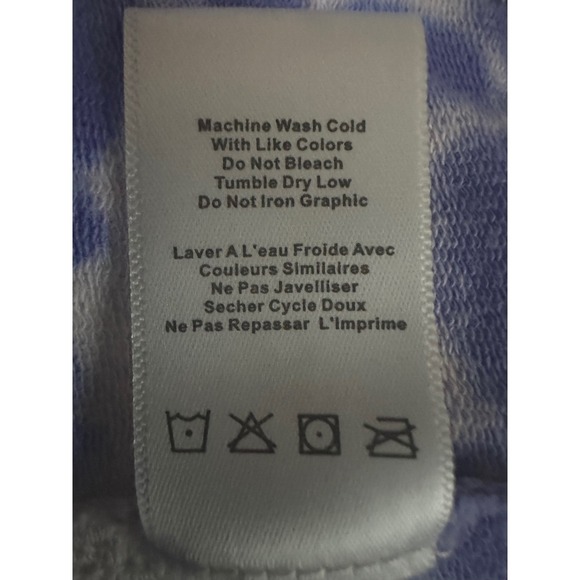 Machine Wash Cold
With Like Colors
Do Not Bleach
Tumble Dry Low
Do Not Iron Graphic
Laver A L'eau Froide Avec
Couleurs Similaires
Ne Pas Javelliser
Secher Cycle Doux
Ne Pas Repassar L'Imprime